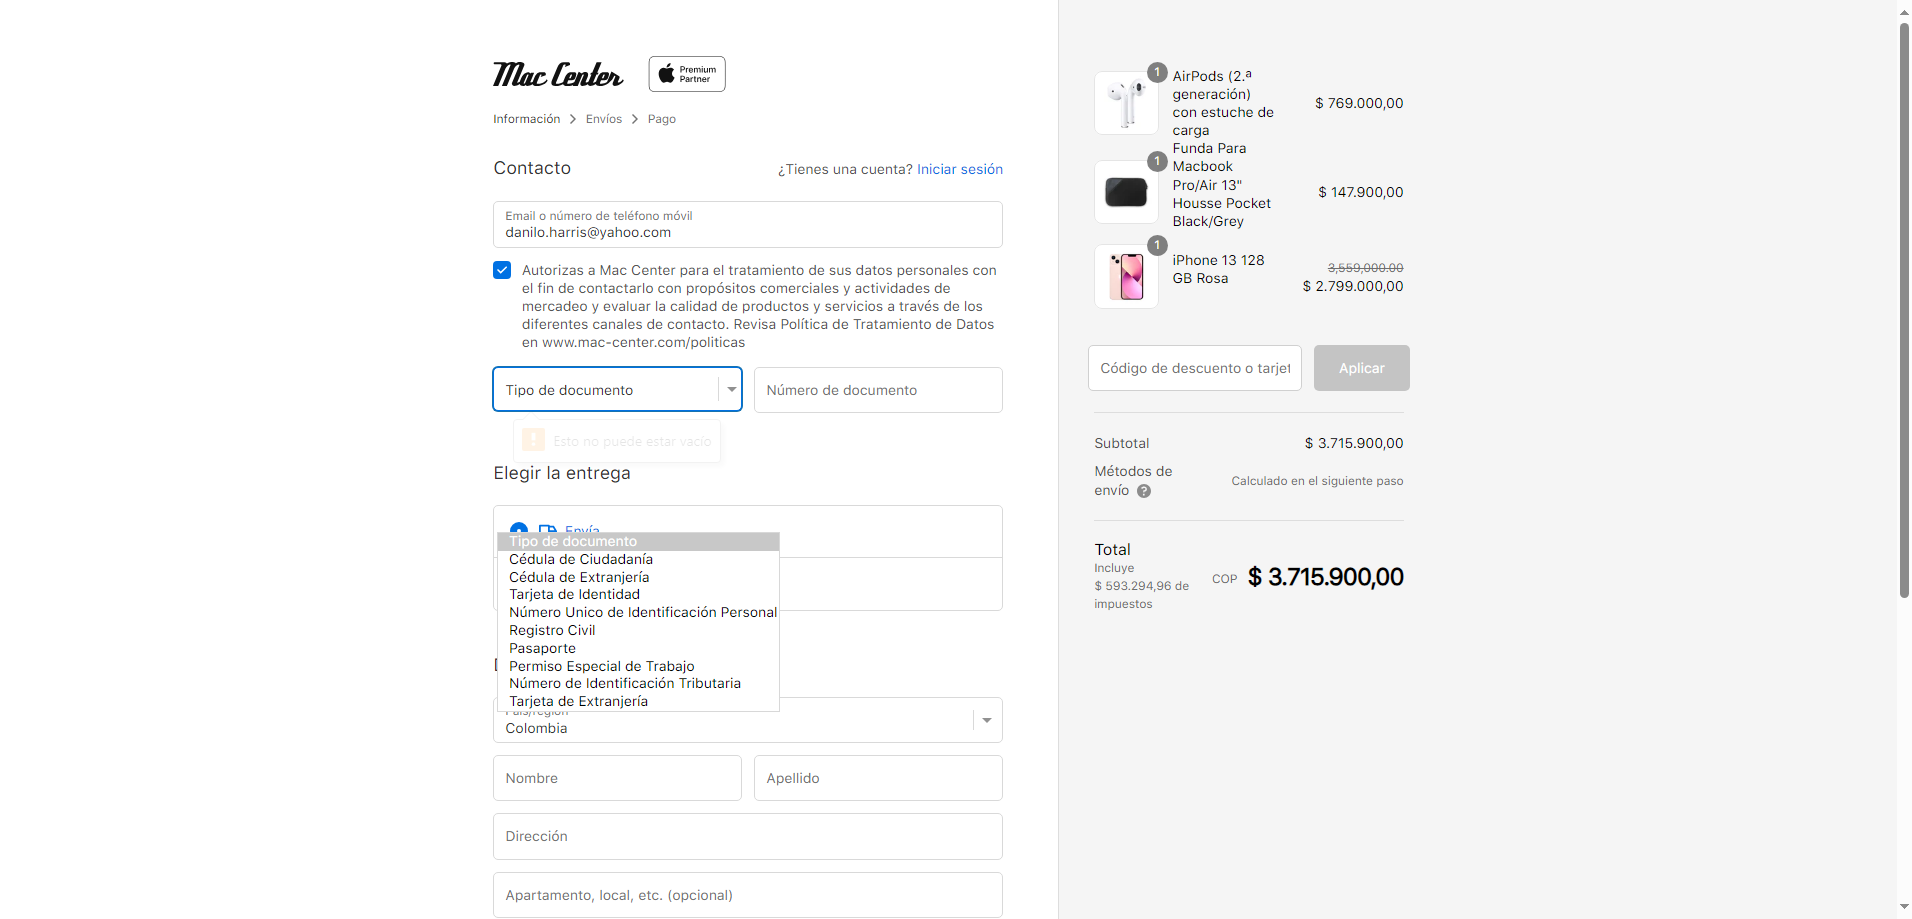 Mac Center
Premium
Partner
Información > Envíos > Pago
Contacto
¿Tienes una cuenta? Iniciar sesión
Email o número de teléfono móvil
danilo.harris@yahoo.com
Autorizas a Mac Center para el tratamiento de sus datos personales con
el fin de contactarlo con propósitos comerciales y actividades de
mercadeo y evaluar la calidad de productos y servicios a través de los
diferentes canales de contacto. Revisa Política de Tratamiento de Datos
en www.mac-center.com/politicas
Tipo de documento
Número de documento
Esto no puede estar vacío
Elegir la entrega
Envía
Tipo de documento
Cédula de Ciudadanía
Cédula de Extranjería
Tarjeta de Identidad
Número Unico de Identificación Personal
Registro Civil
Pasaporte
Permiso Especial de Trabajo
Número de Identificación Tributaria
Tarjeta de Extranjería
País/región
Colombia
Nombre
Apellido
Dirección
Apartamento, local, etc. (opcional)
1
AirPods (2.ª
generación)
con estuche de
carga
$ 769.000,00
1
Funda Para
Macbook
Pro/Air 13"
Housse Pocket
Black/Grey
$ 147.900,00
1
iPhone 13 128
GB Rosa
3,559,000.00
$ 2.799.000,00
Código de descuento o tarjet
Aplicar
Subtotal
$ 3.715.900,00
Métodos de
envío ?
Calculado en el siguiente paso
Total
Incluye
$ 593.294,96 de
impuestos
COP $ 3.715.900,00